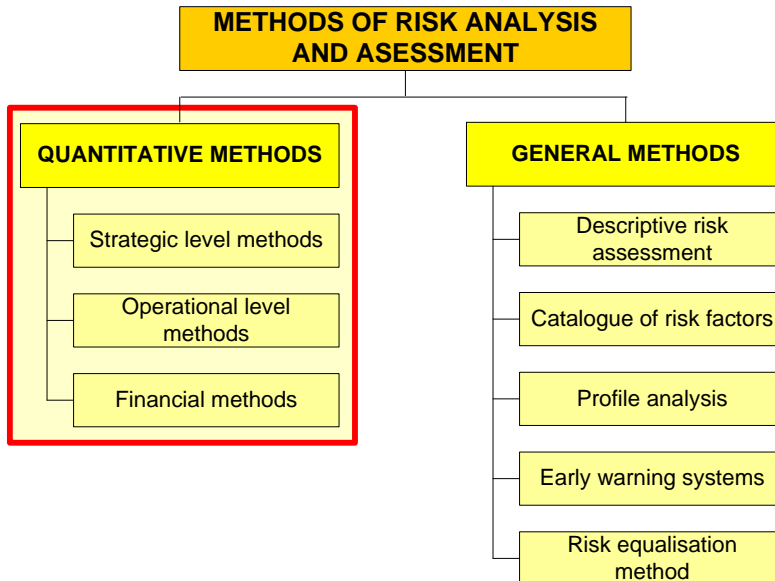 METHODS OF RISK ANALYSIS
AND ASESSMENT
QUANTITATIVE METHODS
Strategic level methods
Operational level
methods
Financial methods
GENERAL METHODS
Descriptive risk
assessment
Catalogue of risk factors
Profile analysis
Early warning systems
Risk equalisation
method